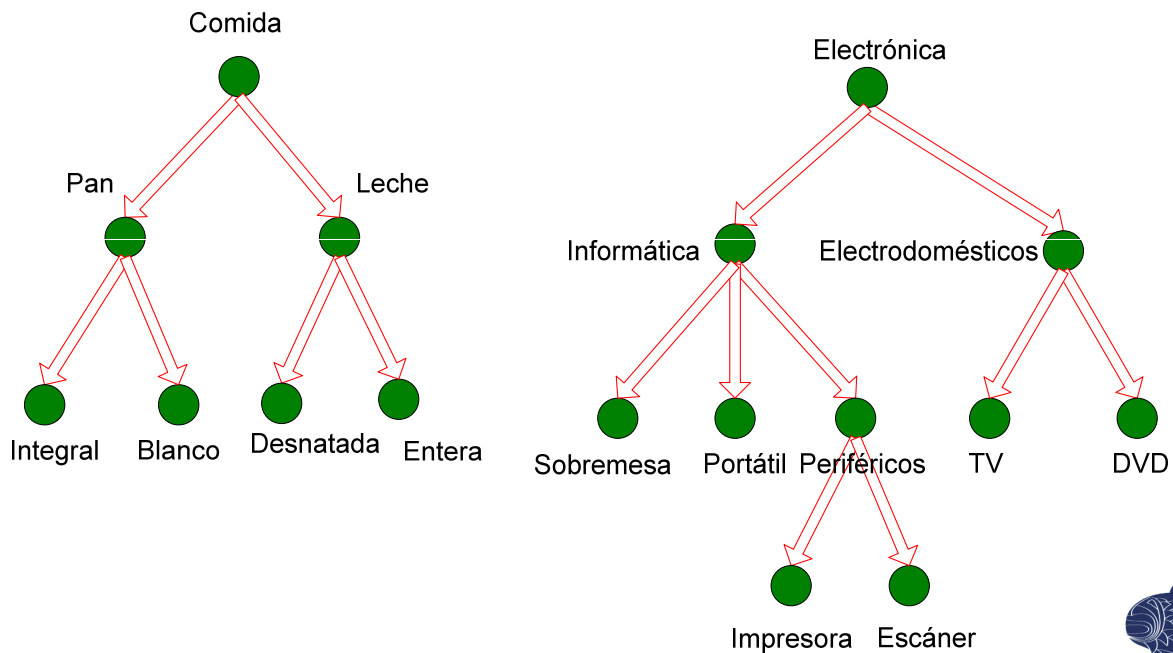 Comida
Electrónica
Pan
Leche
Informática
Electrodomésticos
Integral
Blanco
Desnatada
Entera
Sobremesa
Portátil
Periféricos
TV
DVD
Impresora
Escáner